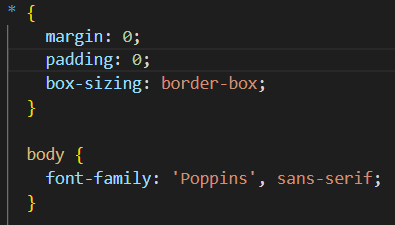 * {
margin: 0;
padding: 0;
box-sizing: border-box;
}
body {
font-family: 'Poppins', sans-serif;
}